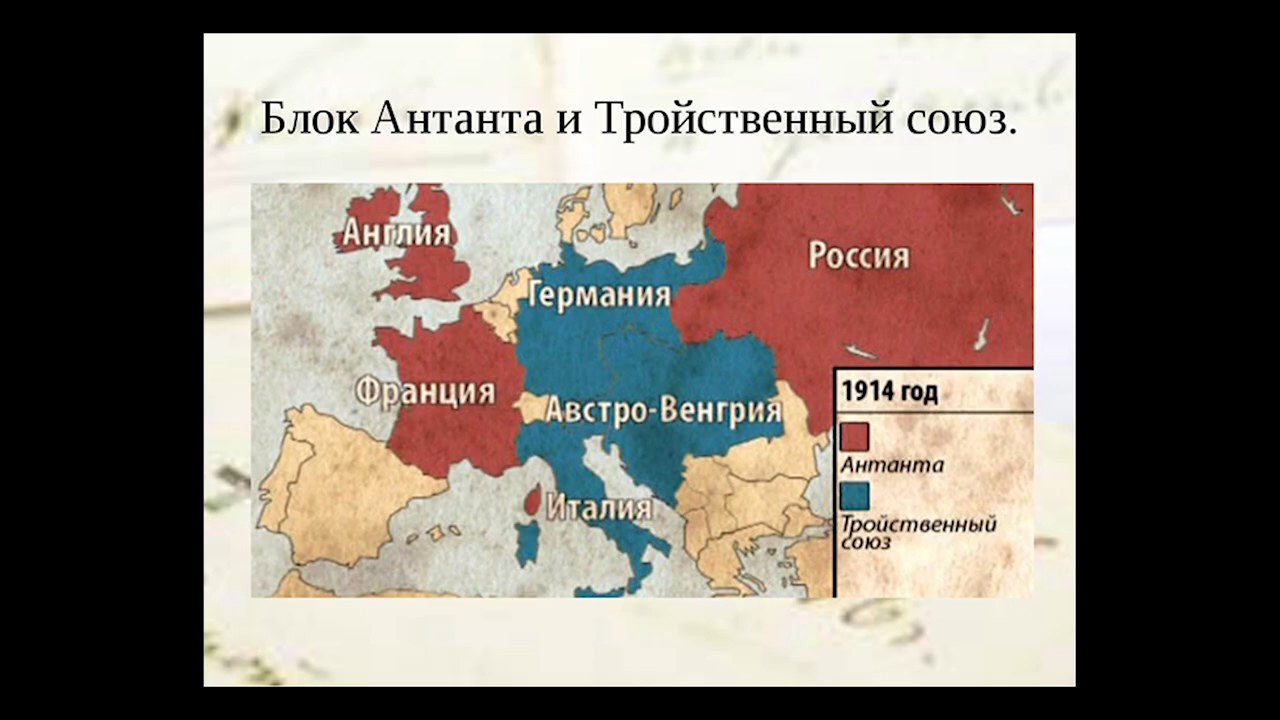 Блок Антанта и Тройственный союз.
Англия
Россия
Германия
Франция
Австро-Венгрия
Италия
1914 год
Антанта
Тройственный
союз